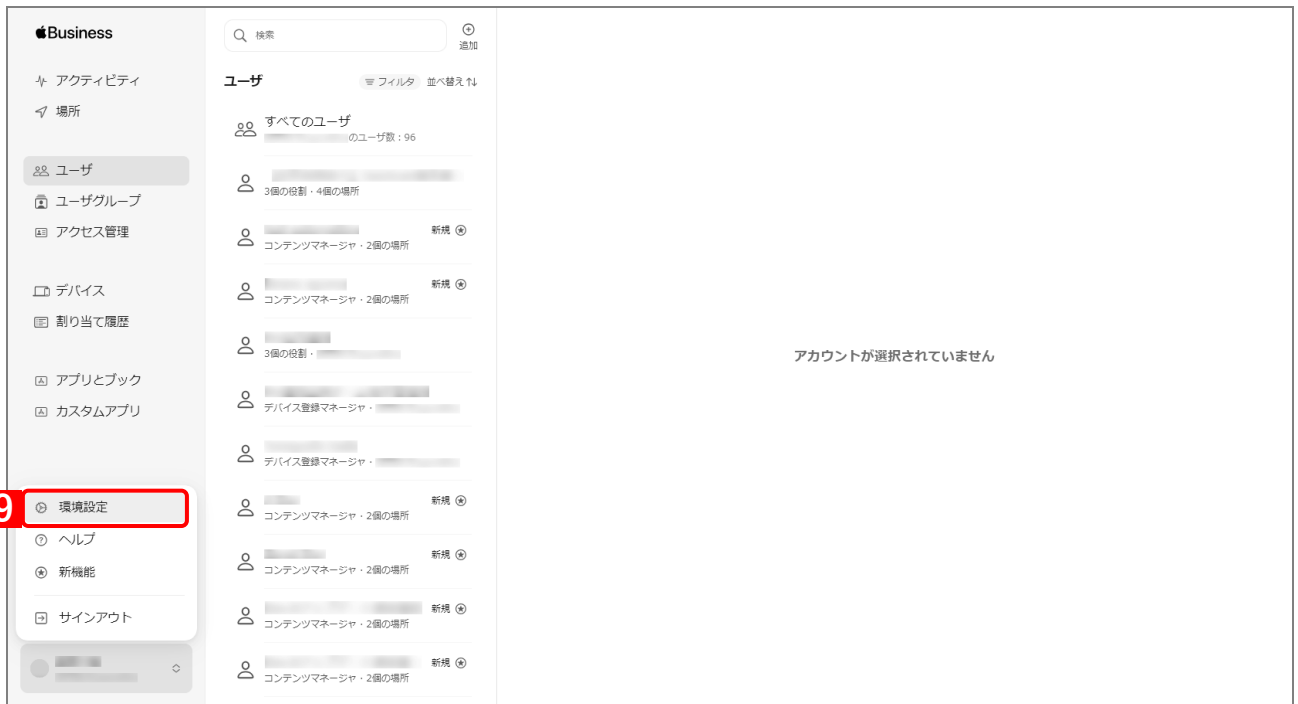 Business
アクティビティ
場所
ユーザ
ユーザグループ
アクセス管理
デバイス
割り当て履歴
アプリとブック
カスタムアプリ
9
環境設定
ヘルプ
新機能
サインアウト
検索
追加
ユーザ
フィルタ
並べ替え
すべてのユーザ
のユーザ数：96
3個の役割・4個の場所
新規
コンテンツマネージャ・2個の場所
新規
コンテンツマネージャ・2個の場所
3個の役割・
デバイス登録マネージャ・
デバイス登録マネージャ・
新規
コンテンツマネージャ・2個の場所
新規
コンテンツマネージャ・2個の場所
新規
コンテンツマネージャ・2個の場所
新規
コンテンツマネージャ・2個の場所
アカウントが選択されていません